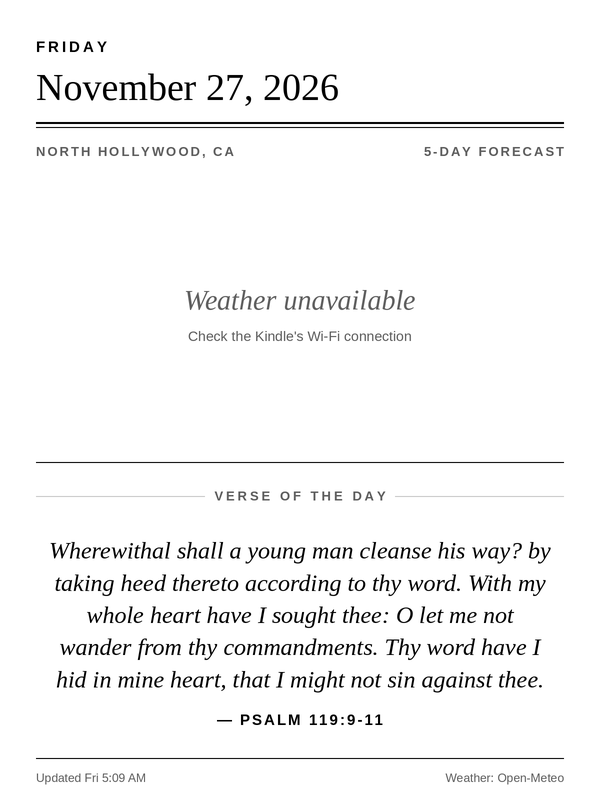 FRIDAY
November 27, 2026
NORTH HOLLYWOOD, CA
5-DAY FORECAST
Weather unavailable
Check the Kindle's Wi-Fi connection
VERSE OF THE DAY
Wherewithal shall a young man cleanse his way? by
taking heed thereto according to thy word. With my
whole heart have I sought thee: O let me not
wander from thy commandments. Thy word have I
hid in mine heart, that I might not sin against thee.
— PSALM 119:9-11
Updated Fri 5:09 AM
Weather: Open-Meteo